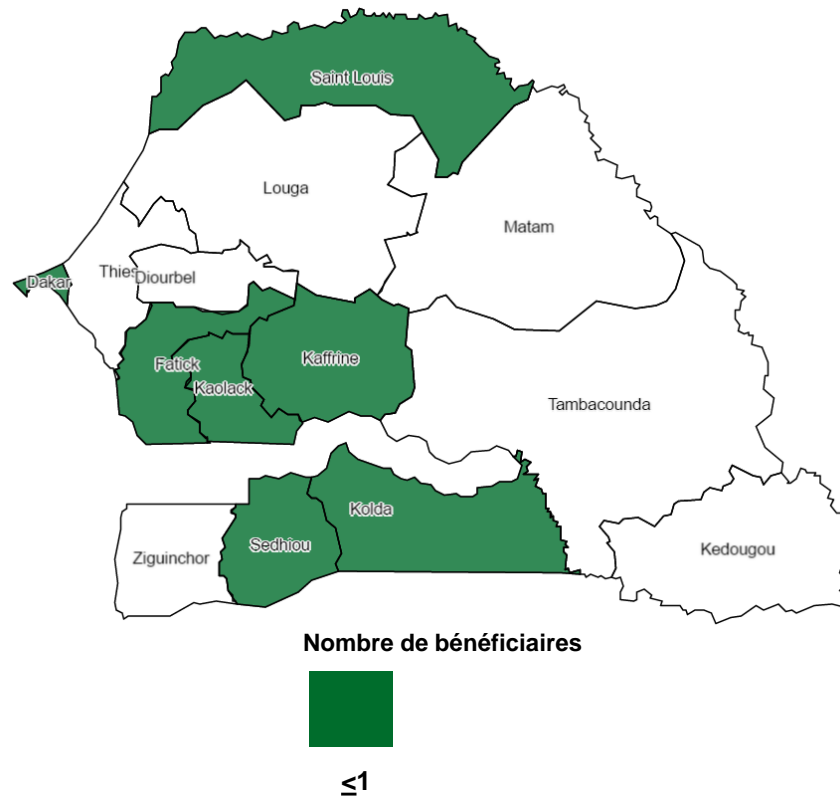 Saint Louis
Louga
Matam
Dakar
Thies
Diourbel
Fatick
Kaolack
Kaffrine
Tambacounda
Kolda
Sedhiou
Ziguinchor
Kedougou
Nombre de bénéficiaires
≤1